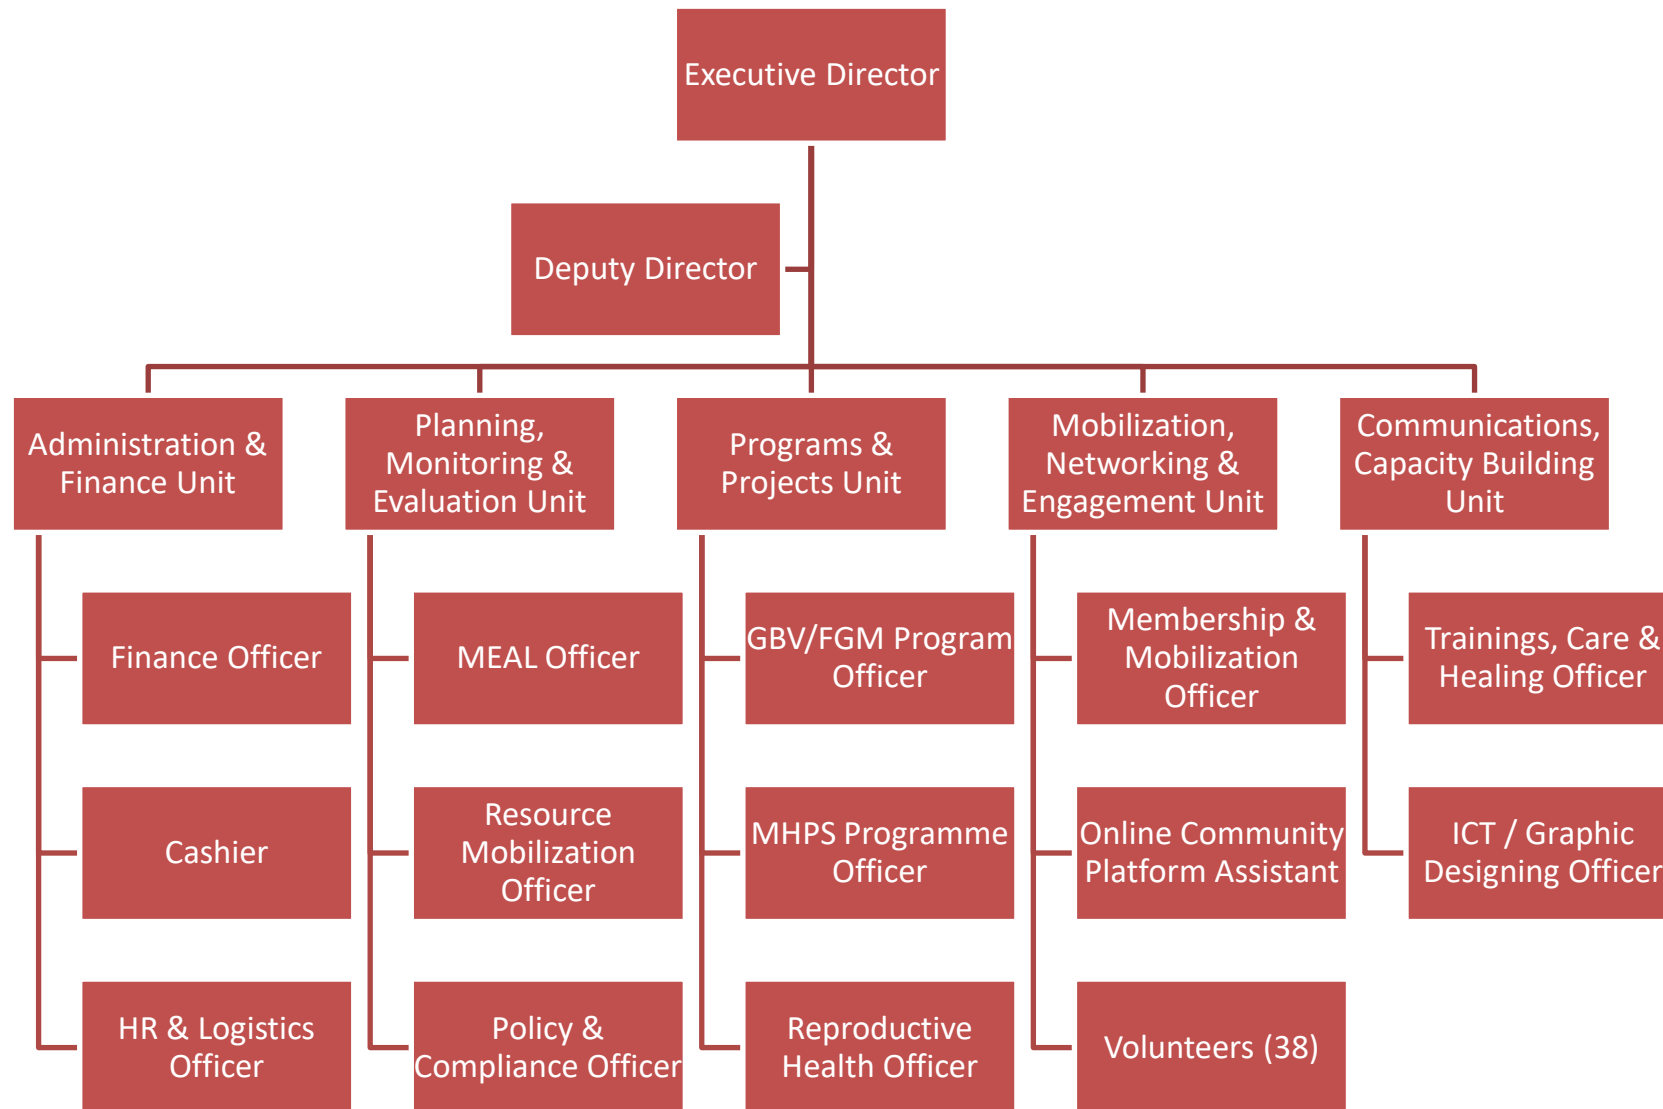 Executive Director
Deputy Director
Administration &
Finance Unit
Planning,
Monitoring &
Evaluation Unit
Programs &
Projects Unit
Mobilization,
Networking &
Engagement Unit
Communications,
Capacity Building
Unit
Finance Officer
MEAL Officer
GBV/FGM Program
Officer
Membership &
Mobilization
Officer
Trainings, Care &
Healing Officer
Cashier
Resource
Mobilization
Officer
MHPS Programme
Officer
Online Community
Platform Assistant
ICT / Graphic
Designing Officer
HR & Logistics
Officer
Policy &
Compliance Officer
Reproductive
Health Officer
Volunteers (38)